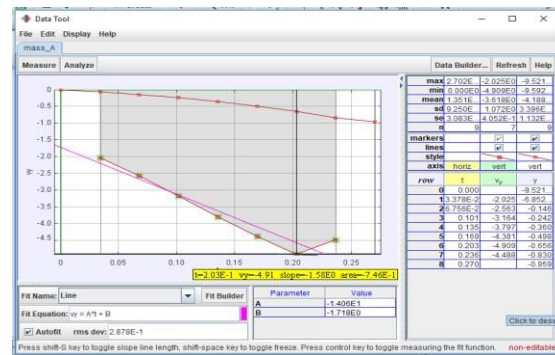 Data Tool
File Edit Display Help
mass_A
Measure Analyze
Data Builder... Refresh Help
max 2.702E... -2.025E0 -9.521...
min 0.000E0 -4.909E0 -9.592...
mean 1.351E... -3.618E0 -4.188...
sd 9.250E... 1.072E0 3.396E...
se 3.083E... 4.052E-1 1.132E...
n 9 7 9
markers
lines
style
axis horiz vert vert
row t vy y
0 0.000 -9.521...
1 3.378E-2 -2.025 -6.852...
2 6.756E-2 -2.563 -0.146
3 0.101 -3.164 -0.242
4 0.135 -3.797 -0.360
5 0.169 -4.381 -0.498
6 0.203 -4.909 -0.656
7 0.236 -4.488 -0.830
8 0.270 -0.959
0
-0.5
-1.0
-1.5
-2.0
vy -2.5
-3.0
-3.5
-4.0
-4.5
0 0.05 0.10 0.15 0.20 0.25
t=2.03E-1 vy=-4.91 slope=-1.58E0 area=-7.46E-1
Fit Name: Line Fit Builder
Fit Equation: vy = A*t + B
Autofit rms dev: 2.878E-1
Parameter Value
A -1.406E1
B -1.718E0
Click to desc
Press shift-S key to toggle slope line length, shift-space key to toggle freeze. Press control key to toggle measuring the fit function. non-editable